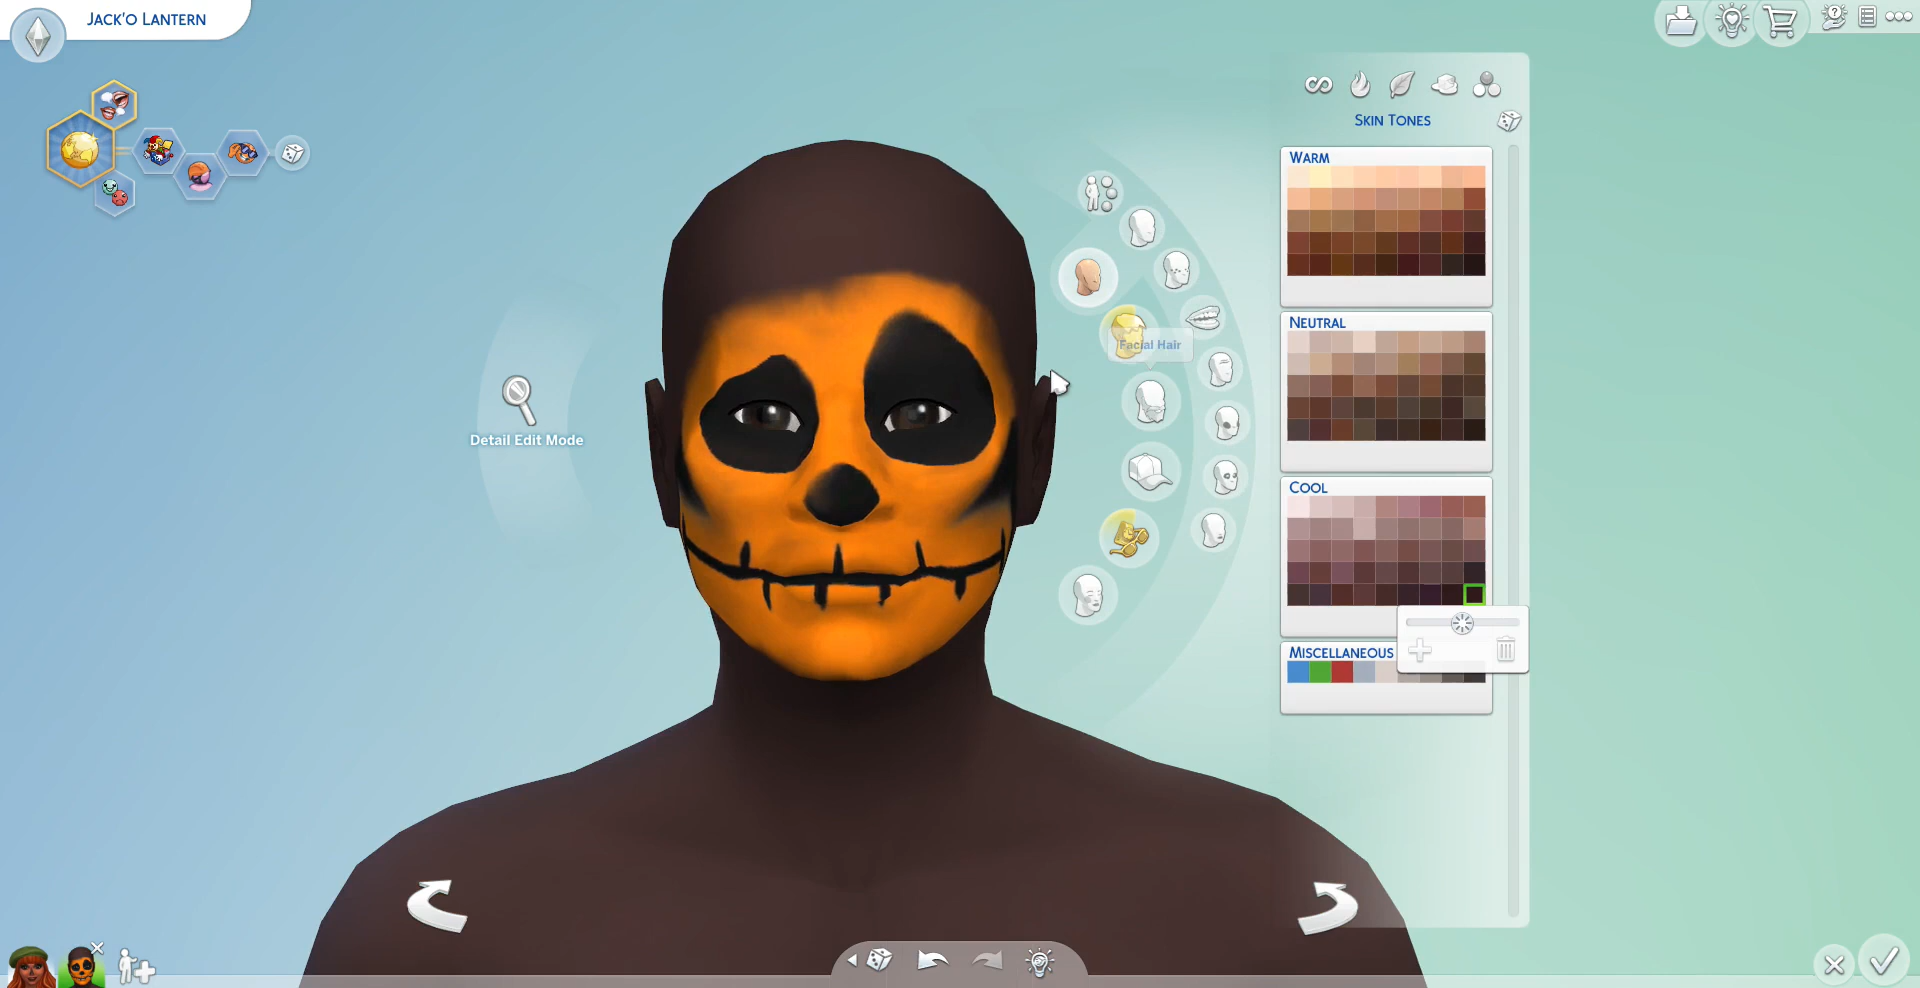 Jack'o Lantern
Skin Tones
Warm
Neutral
Facial Hair
Detail Edit Mode
Cool
Miscellaneous